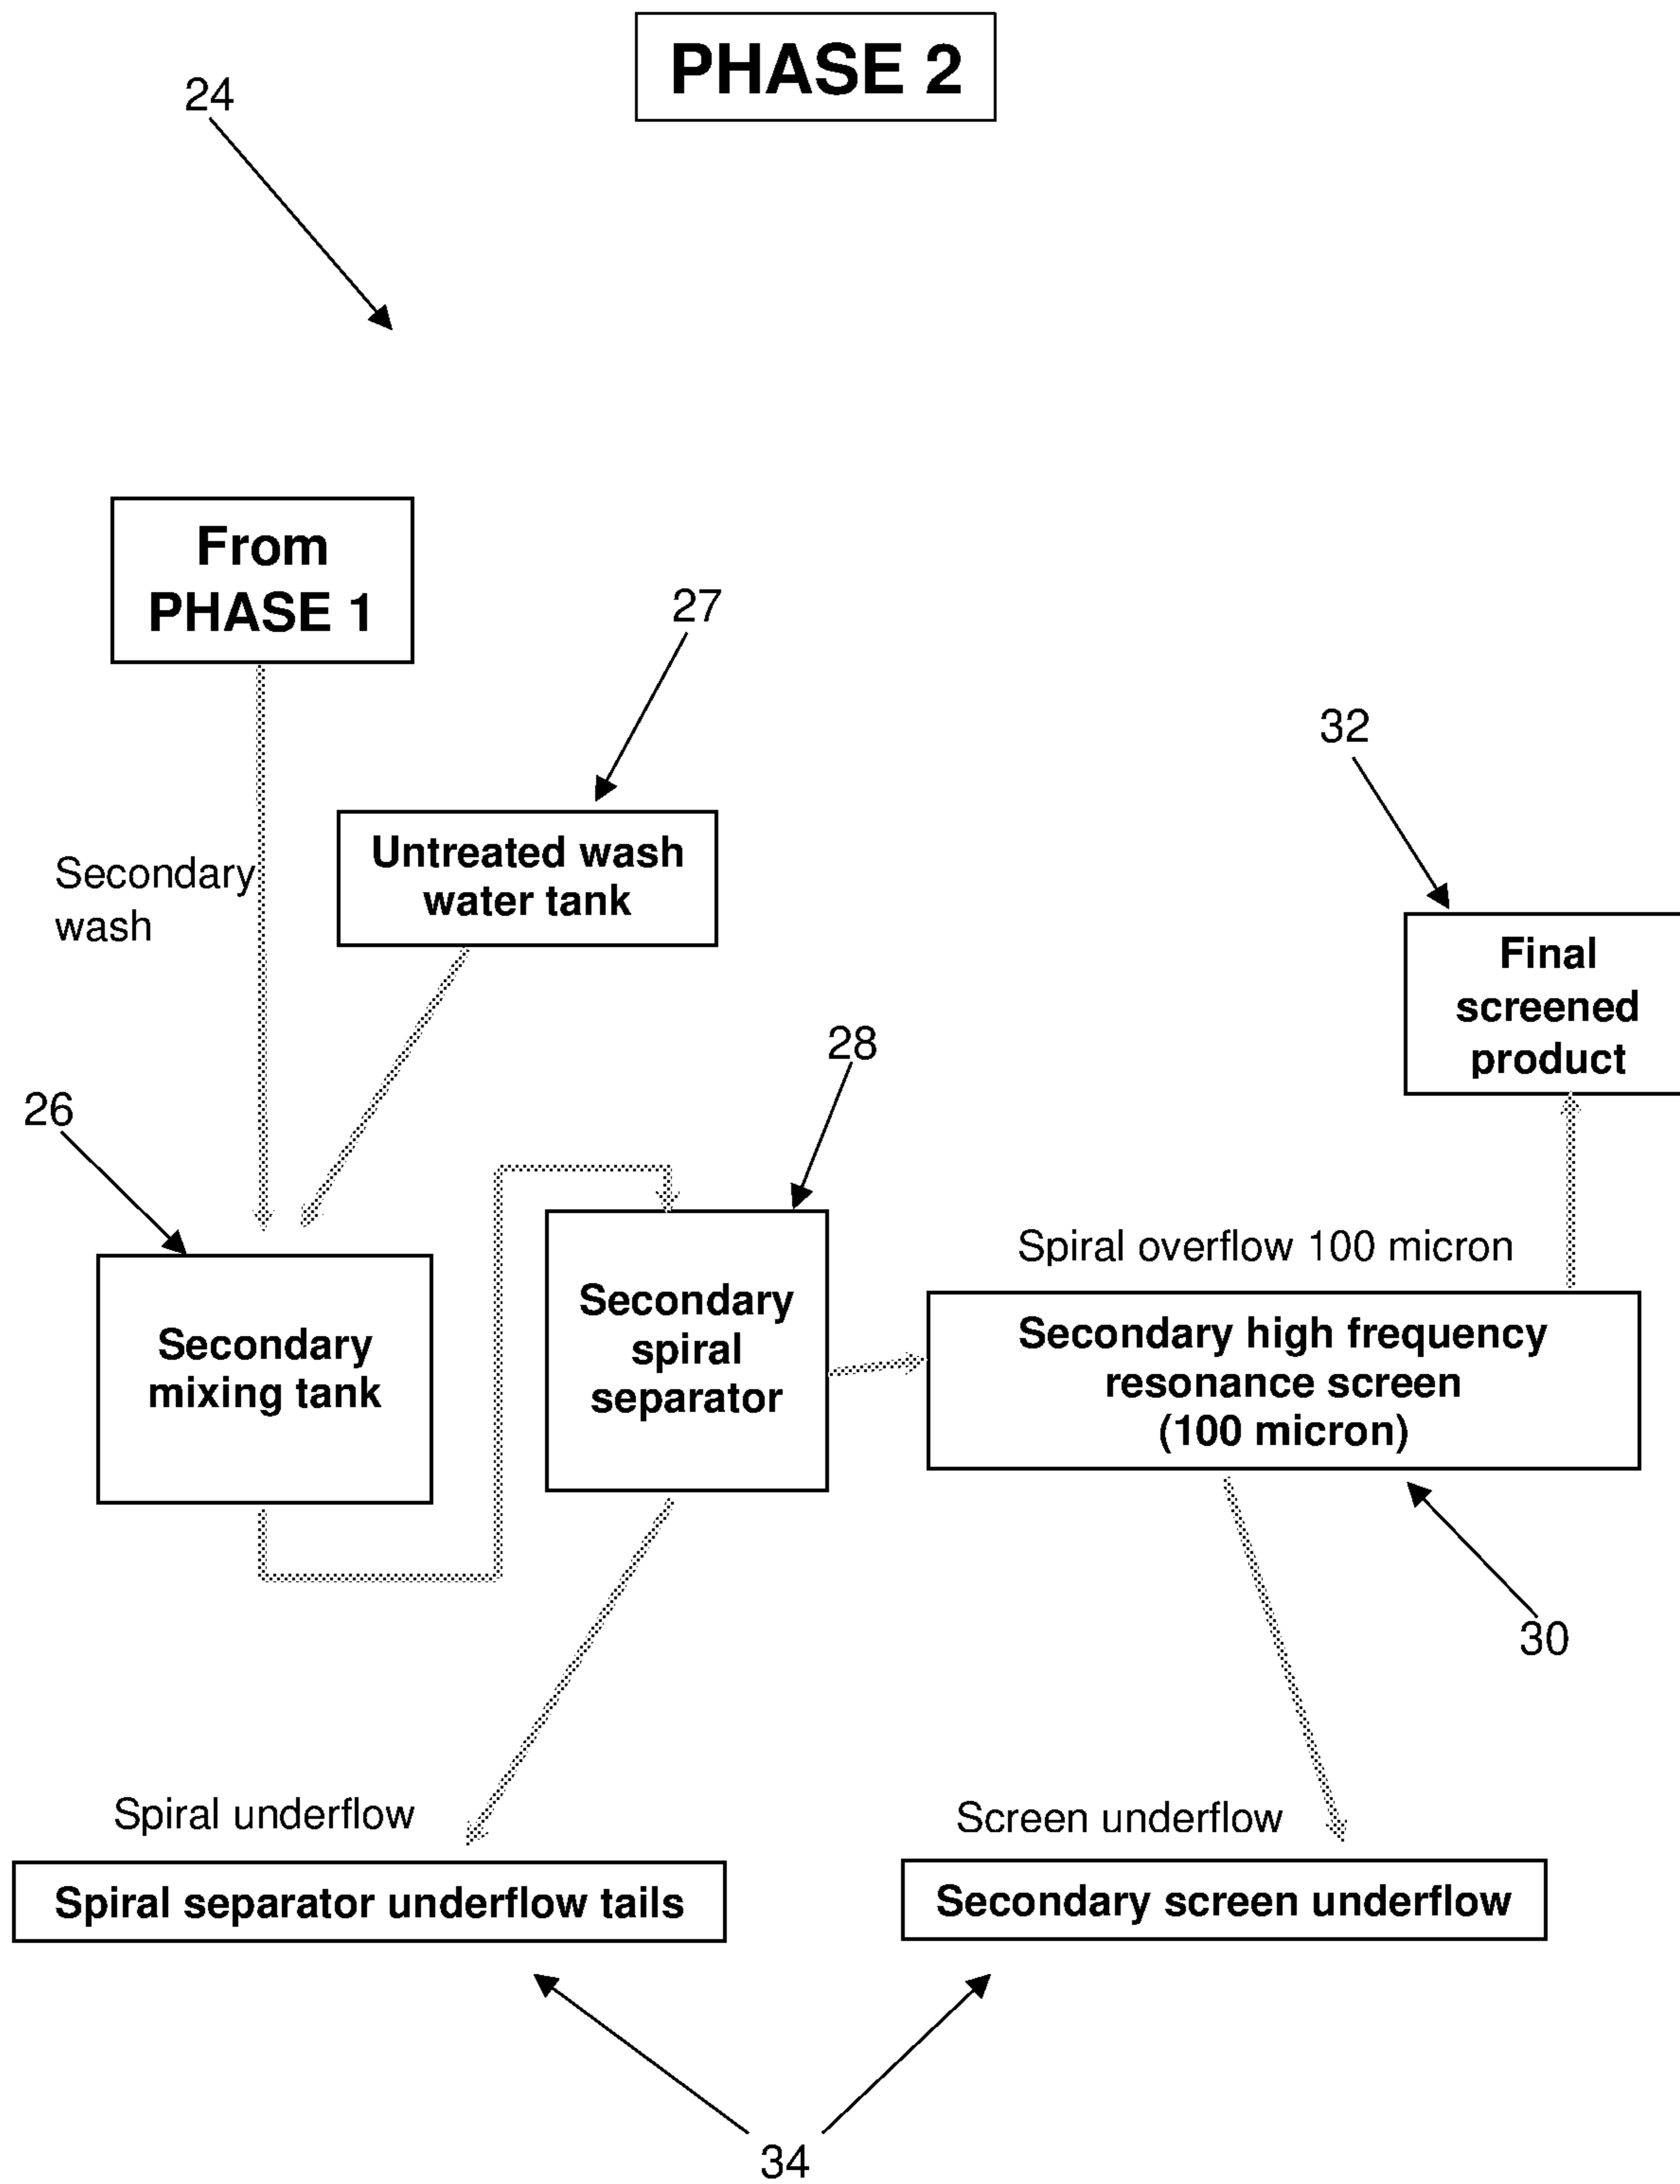 PHASE 2
24
From
PHASE 1
27
32
Secondary
wash
Untreated wash
water tank
Final
screened
product
28
26
Spiral overflow 100 micron
Secondary
mixing tank
Secondary
spiral
separator
Secondary high frequency
resonance screen
(100 micron)
30
Spiral underflow
Screen underflow
Spiral separator underflow tails
Secondary screen underflow
34